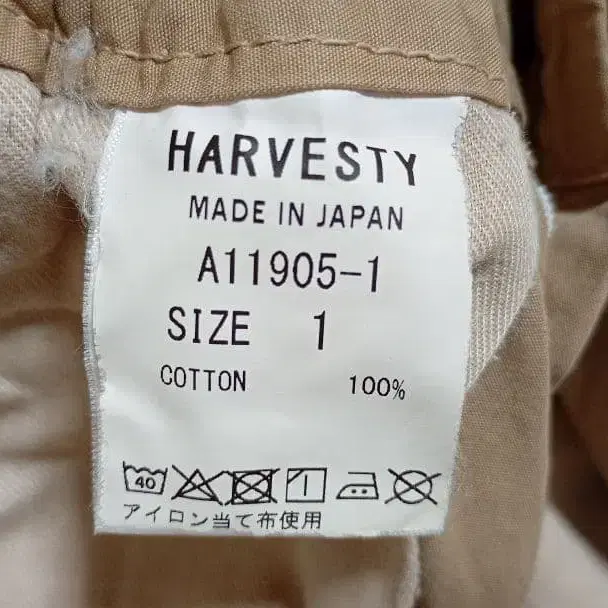 HARVESTY
MADE IN JAPAN
A11905-1
SIZE 1
COTTON 100%
40
アイロン当て布使用